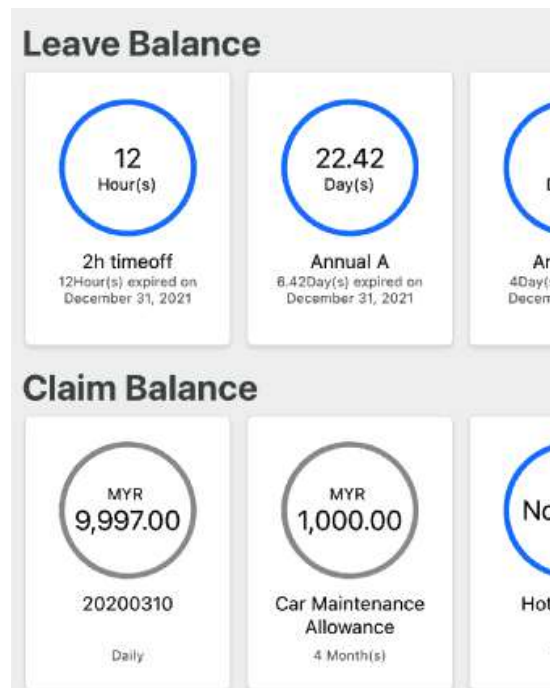 Leave Balance
12
Hour(s)
2h timeoff
12Hour(s) expired on
December 31, 2021
22.42
Day(s)
Annual A
6.42Day(s) expired on
December 31, 2021
Claim Balance
MYR
9,997.00
20200310
Daily
MYR
1,000.00
Car Maintenance
Allowance
4 Month(s)